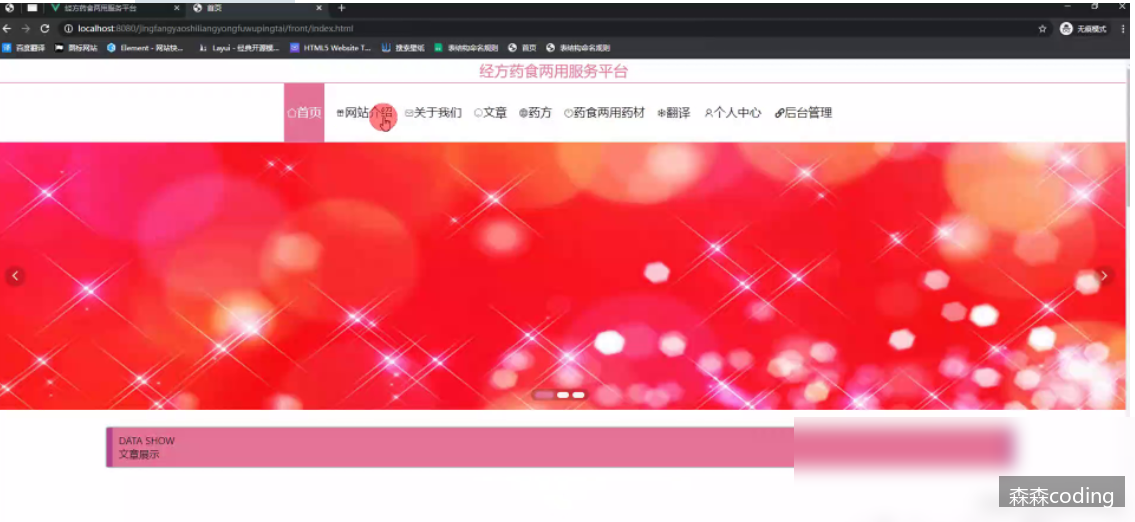 经方药食两用服务平台 首页
localhost:8080/jingfangyaoshiliangyongfuwupingtai/front/index.html 无痕模式
百度翻译 图标网站 Element - 网站快... Layui - 经典开源模... HTML5 Website T... 搜索壁纸 表结构命名规则 首页 表结构命名规则
经方药食两用服务平台
首页 网站介绍 关于我们 文章 药方 药食两用药材 翻译 个人中心 后台管理
DATA SHOW
文章展示
森森coding